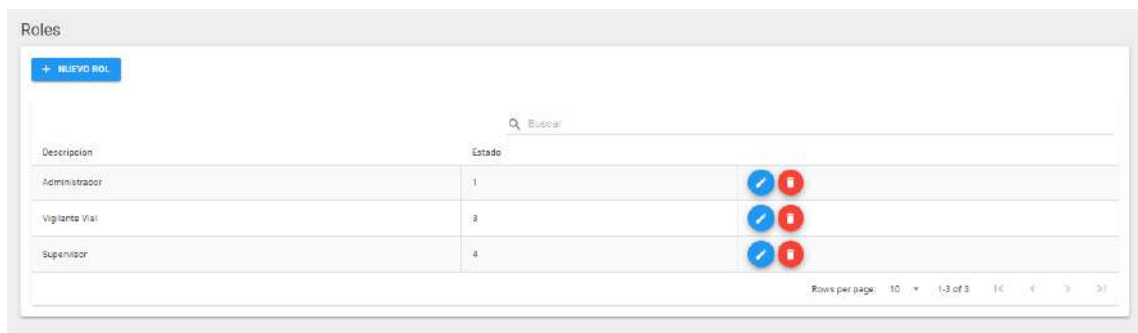 Roles
+ NUEVO ROL
Buscar
Descripcion Estado
Administrador 1
Vigilante Vial 3
Supervisor 4
Rows per page: 10 1-3 of 3